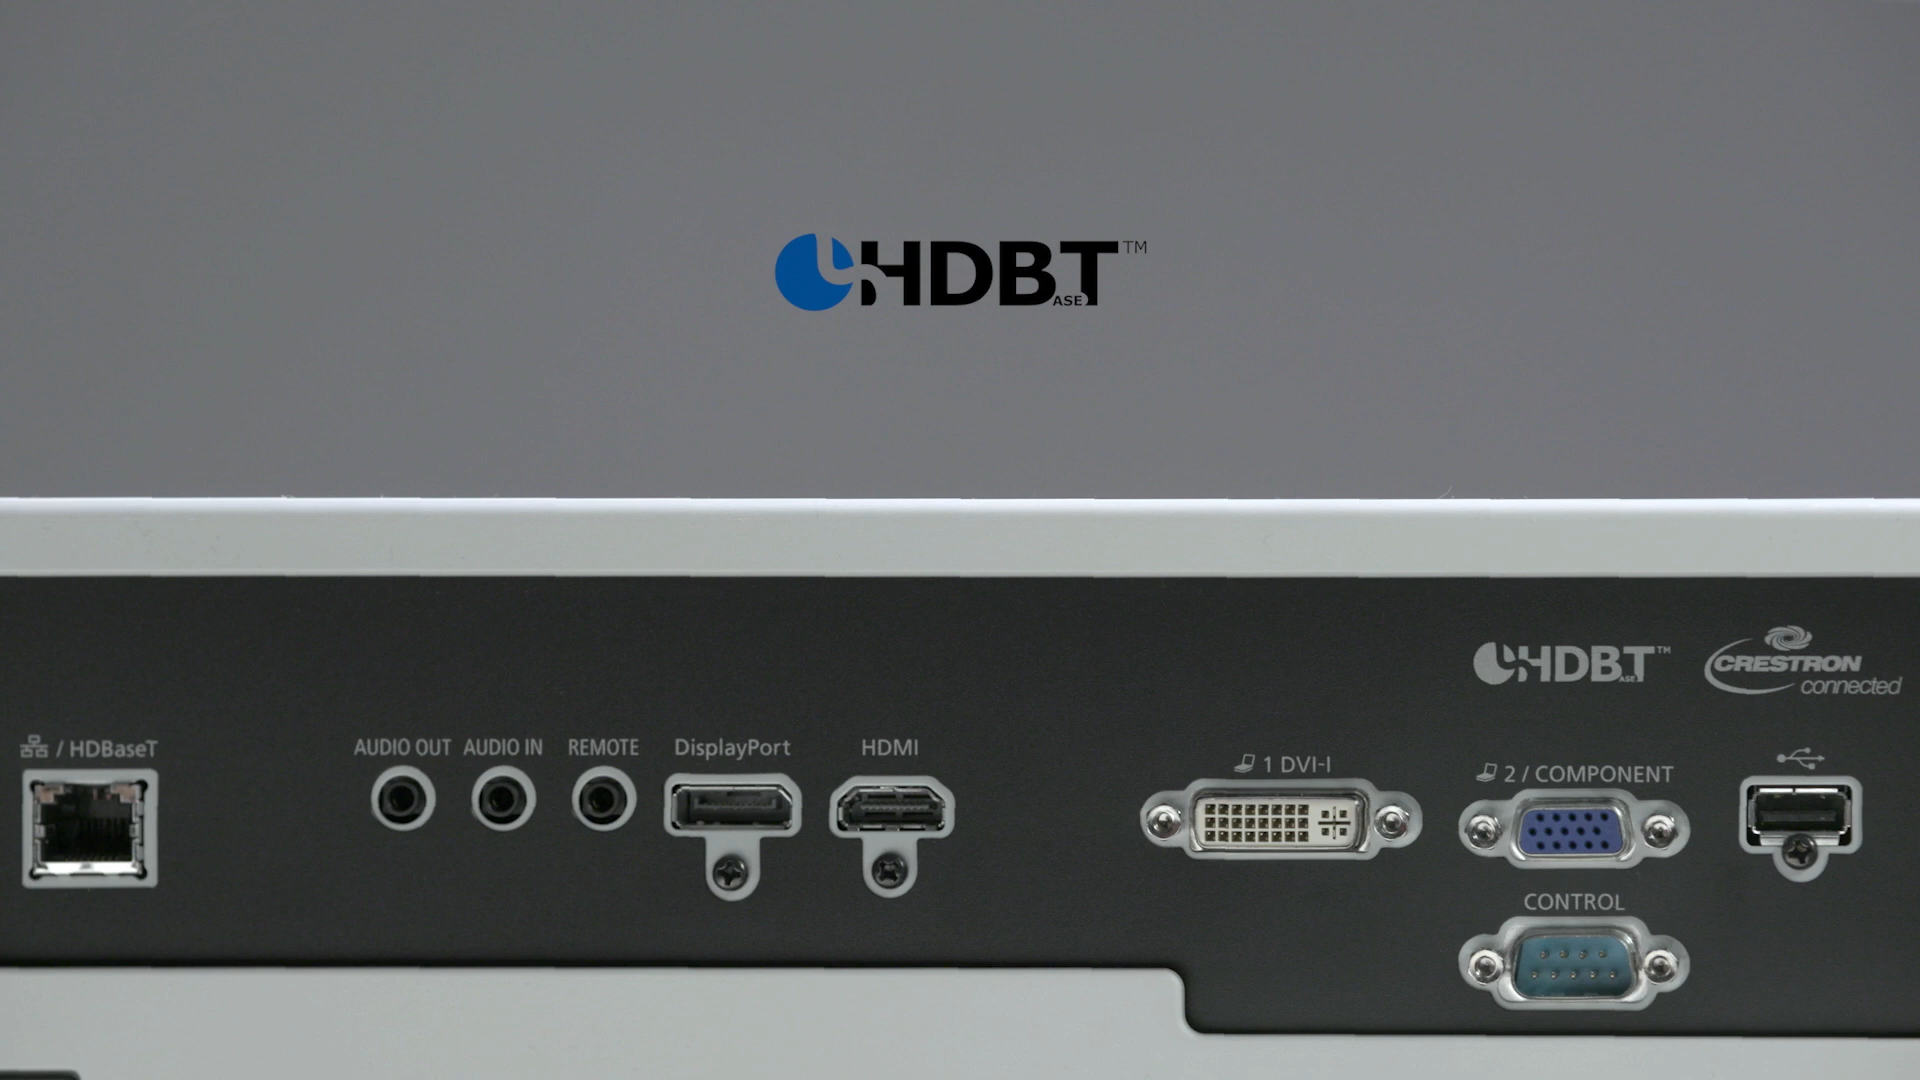 HDBaseT™
HDBaseT™
CRESTRON
connected
/ HDBaseT
AUDIO OUT
AUDIO IN
REMOTE
DisplayPort
HDMI
1 DVI-I
2 / COMPONENT
CONTROL